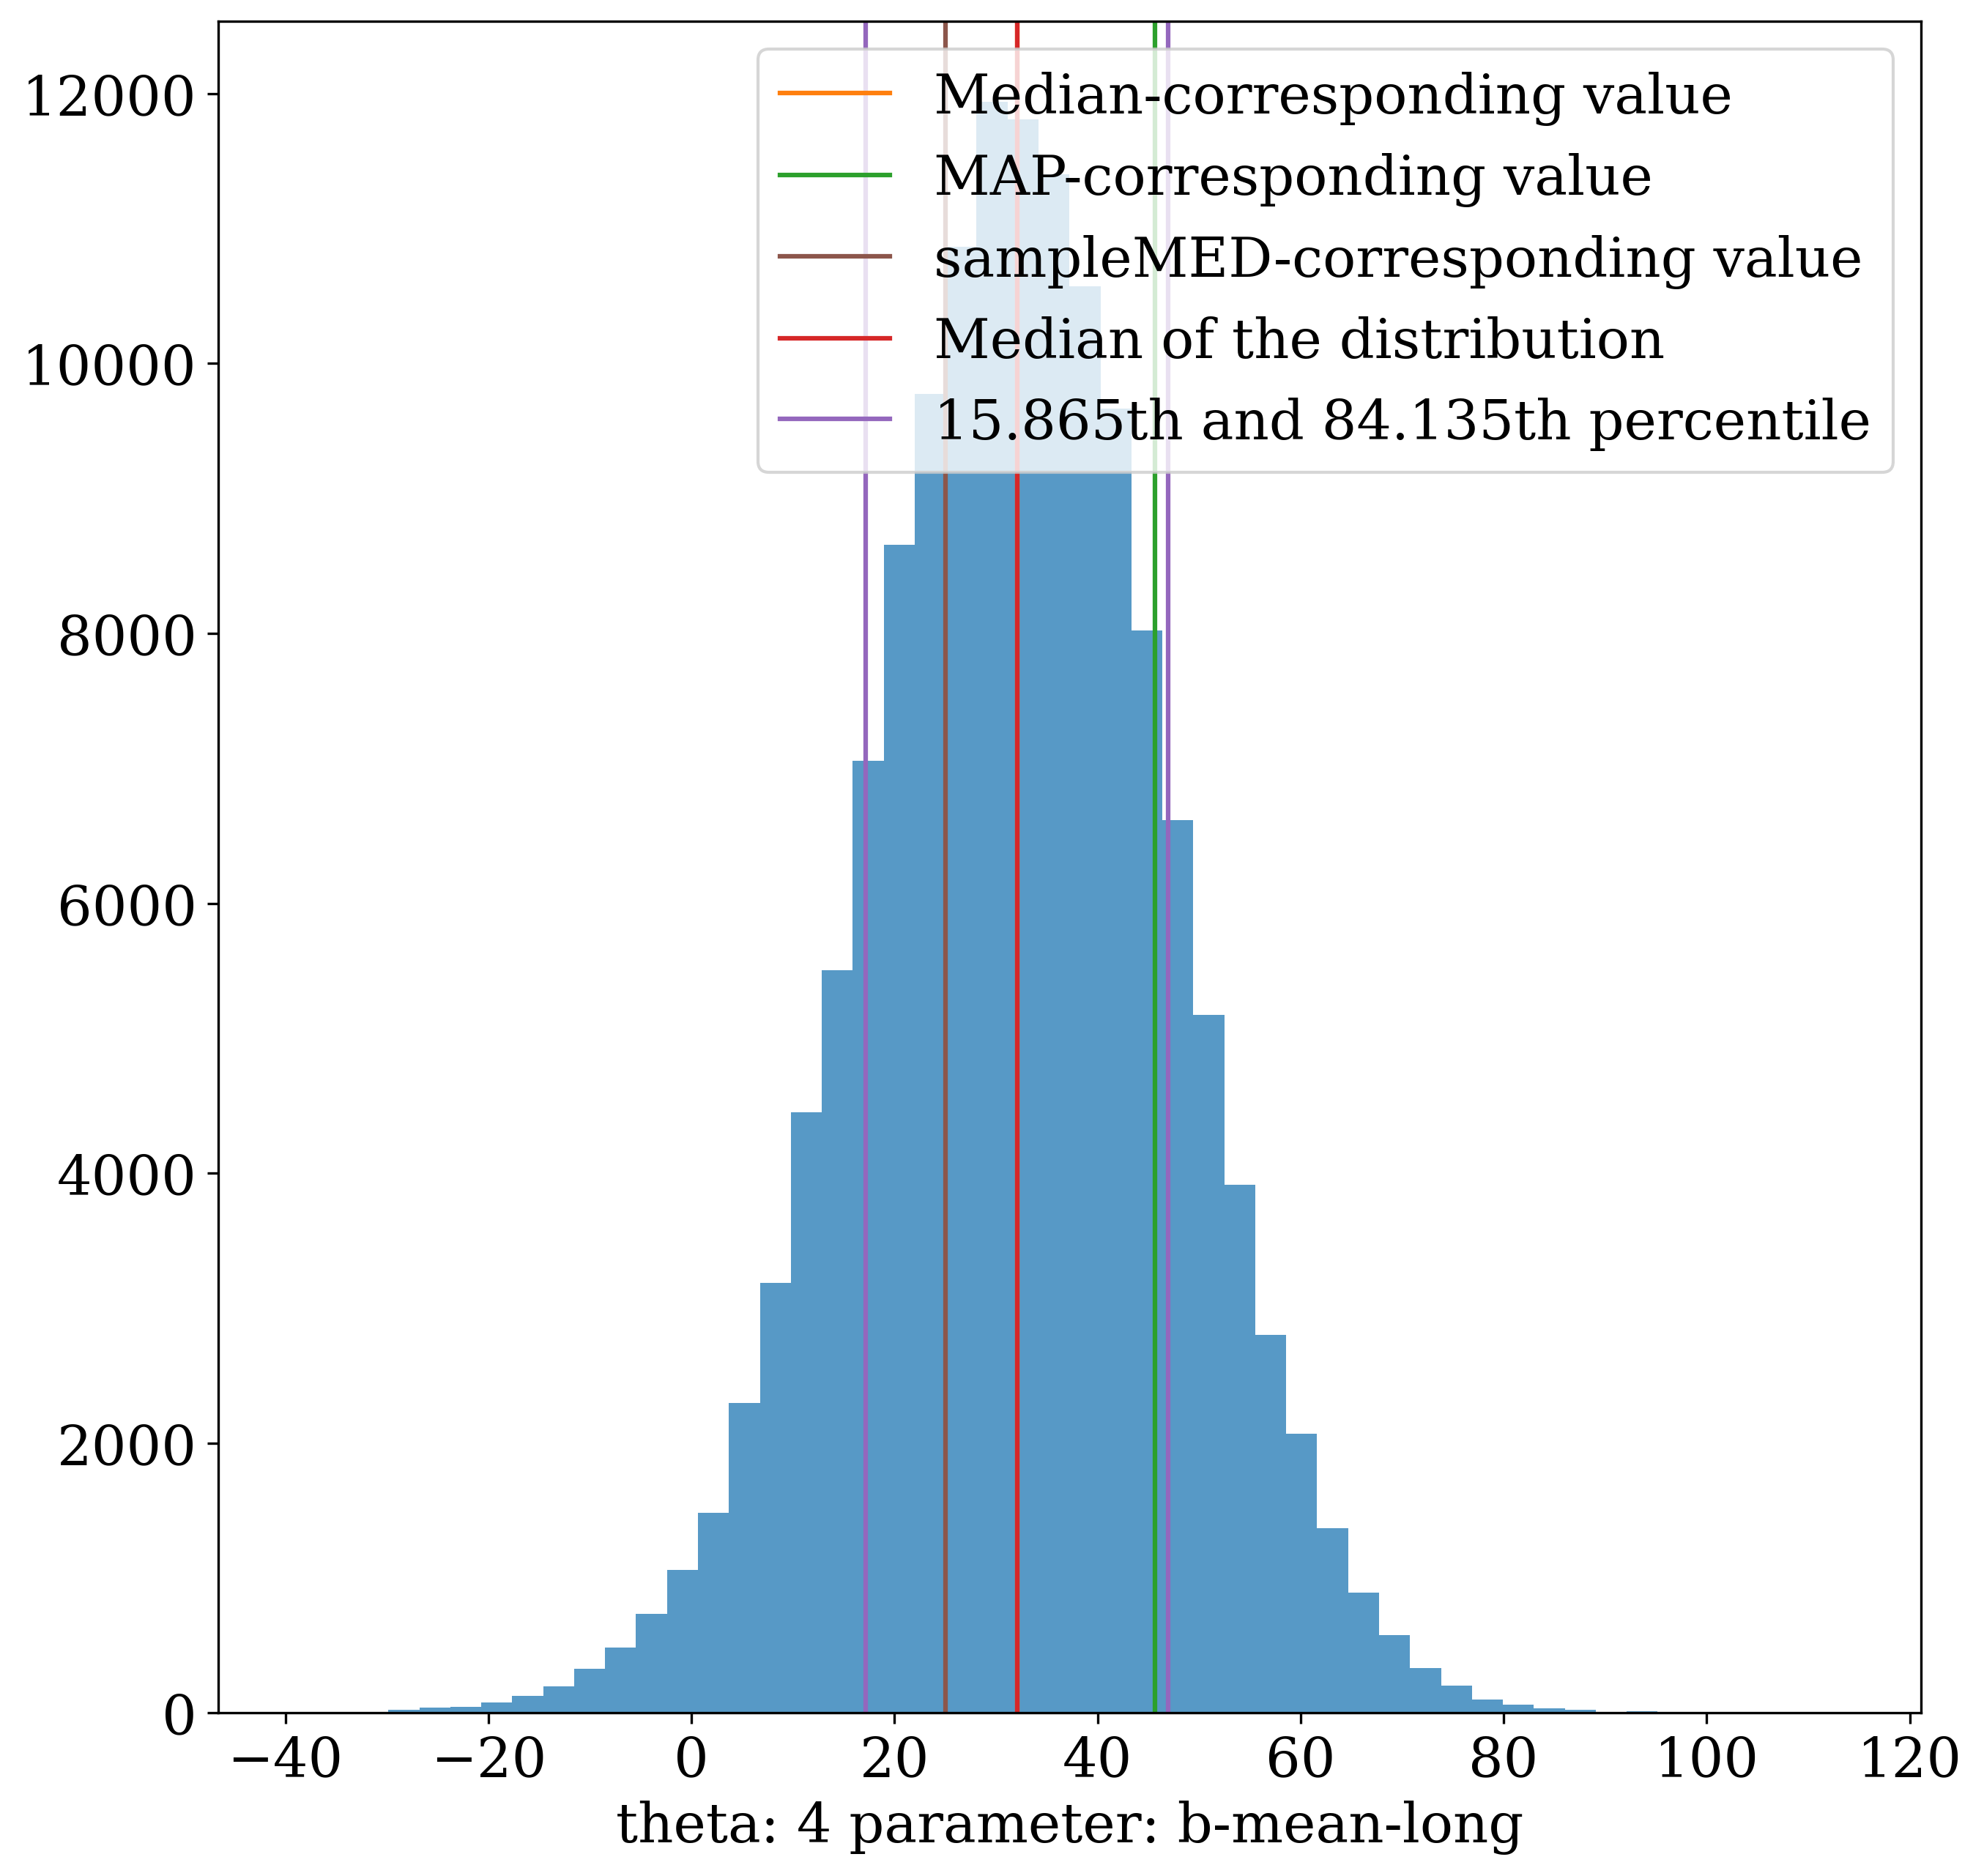 12000
10000
8000
6000
4000
2000
0
Median-corresponding value
MAP-corresponding value
sampleMED-corresponding value
Median of the distribution
15.865th and 84.135th percentile
−40 −20 0 20 40 60 80 100 120
theta: 4 parameter: b-mean-long